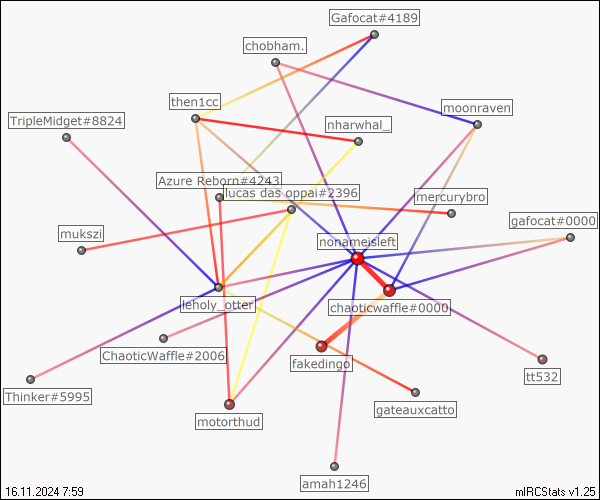 Gafocat#4189
chobham.
then1cc
moonraven
TripleMidget#8824
nharwhal_
Azure Reborn#4243
lucas das oppai#2396
mercurybro
gafocat#0000
mukszi
nonameisleft
leholy_otter
chaoticwaffle#0000
ChaoticWaffle#2006
fakedingo
tt532
Thinker#5995
gateauxcatto
motorthud
amah1246
16.11.2024 7:59
mIRCStats v1.25